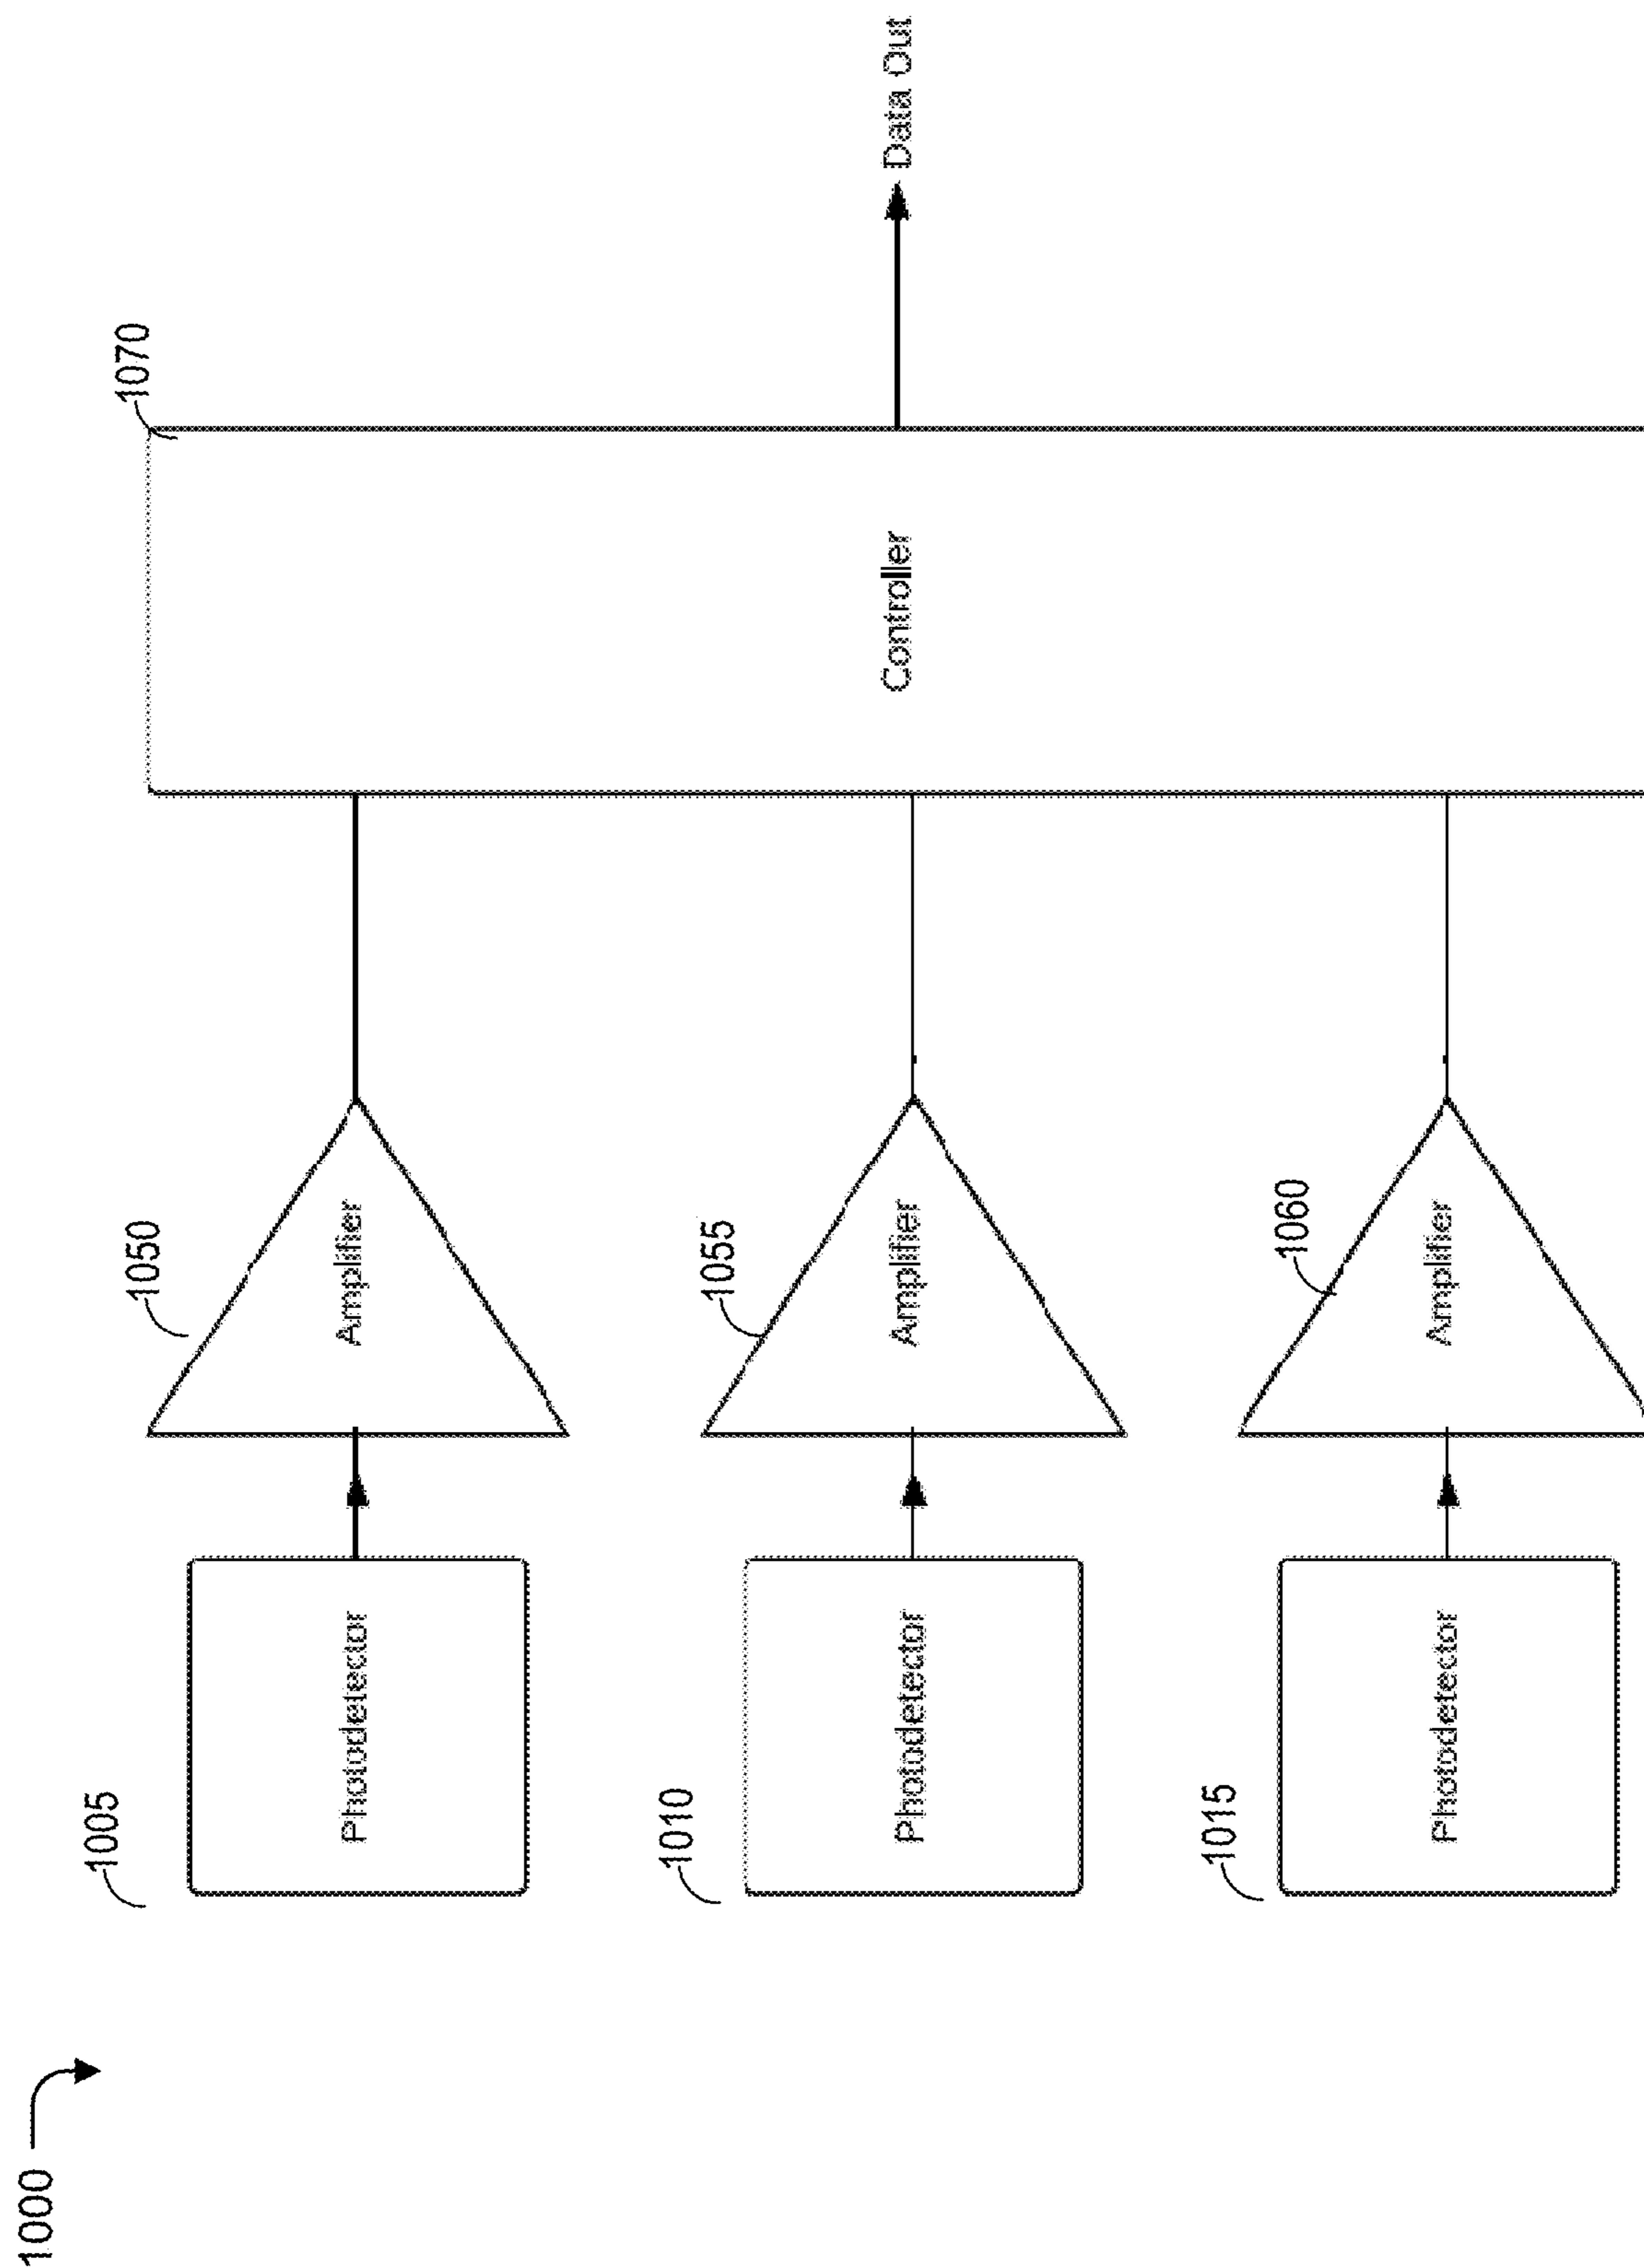 1000
1005
Photodetector
1050
Amplifier
1070
Controller
Data Out
1010
Photodetector
1055
Amplifier
1015
Photodetector
1060
Amplifier